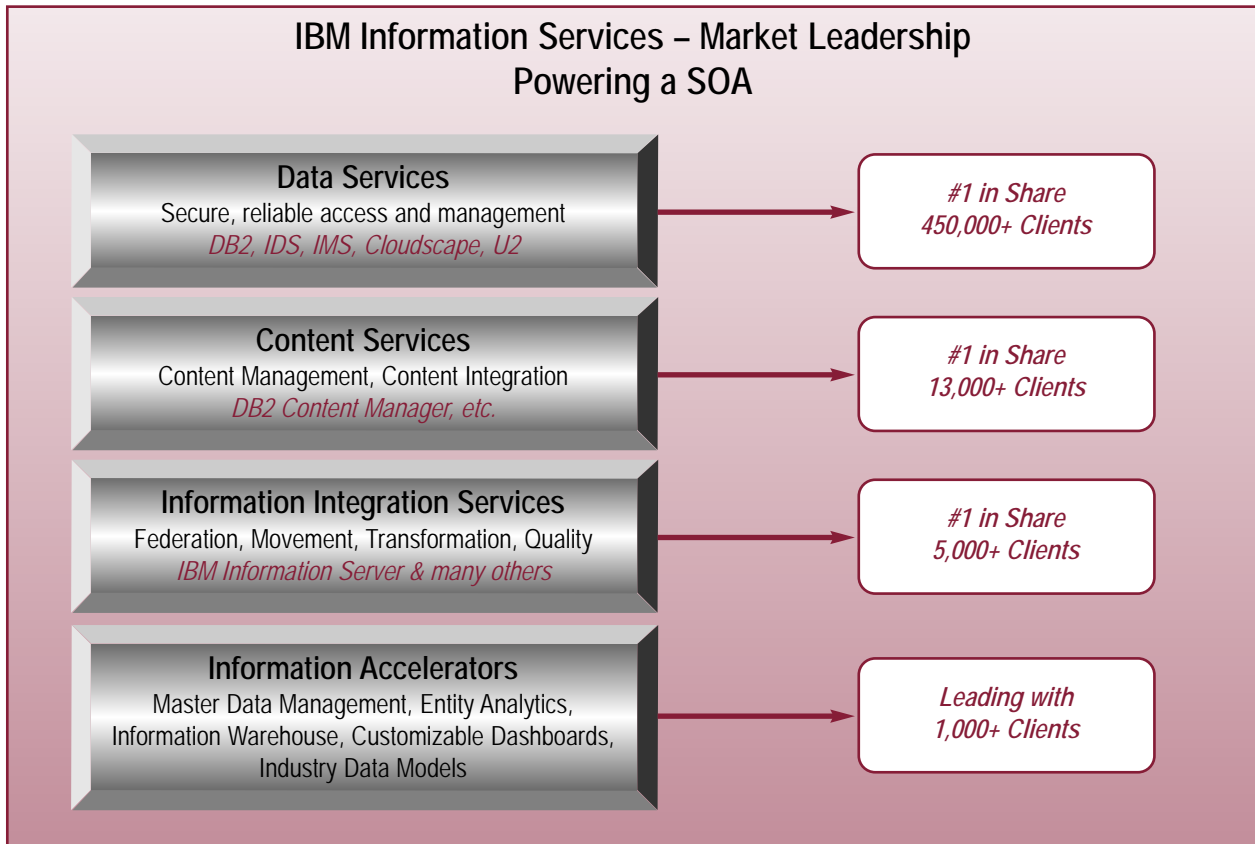 IBM Information Services – Market Leadership
Powering a SOA
Data Services
Secure, reliable access and management
DB2, IDS, IMS, Cloudscape, U2
#1 in Share
450,000+ Clients
Content Services
Content Management, Content Integration
DB2 Content Manager, etc.
#1 in Share
13,000+ Clients
Information Integration Services
Federation, Movement, Transformation, Quality
IBM Information Server & many others
#1 in Share
5,000+ Clients
Information Accelerators
Master Data Management, Entity Analytics,
Information Warehouse, Customizable Dashboards,
Industry Data Models
Leading with
1,000+ Clients